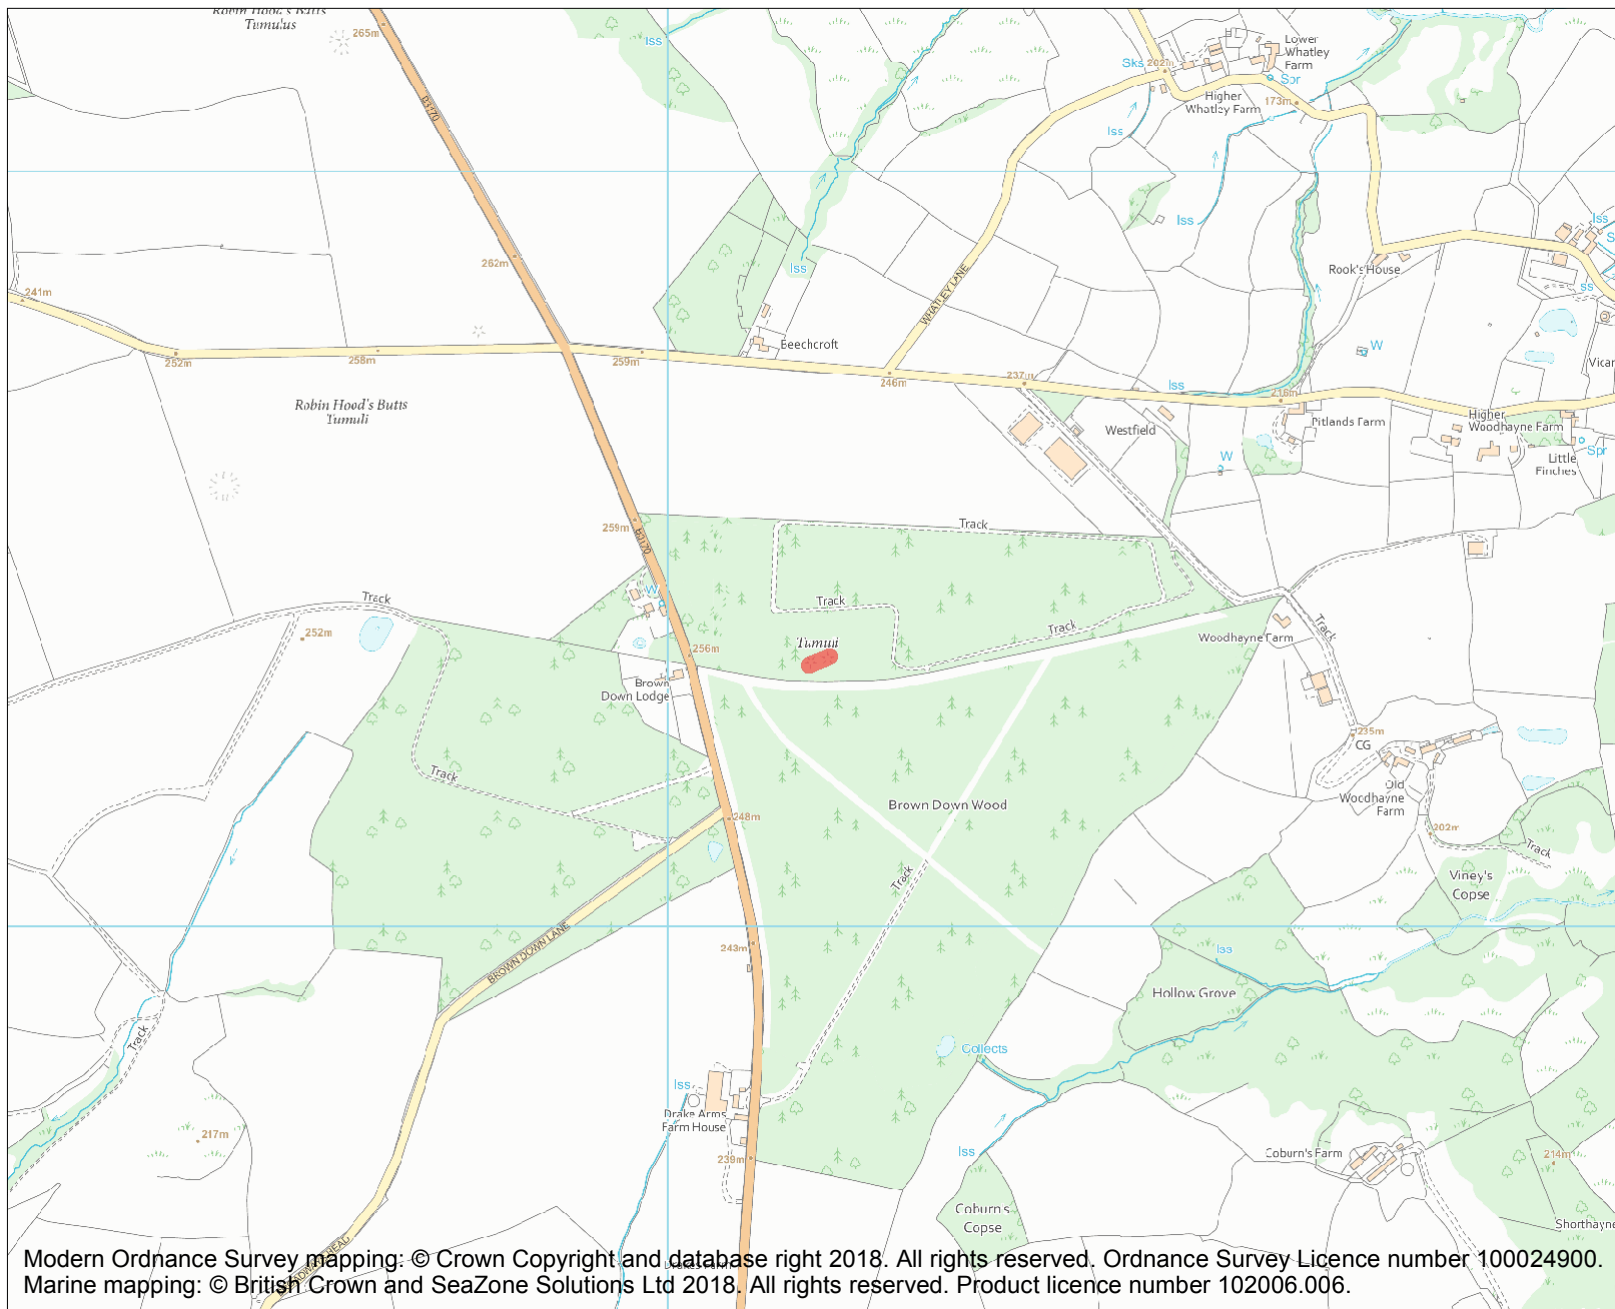 Robin Hood's Butts
Tumulus
265m
Iss
Sks
202m
Lower
Whatley
Farm
Spr
Higher
Whatley Farm
173m
B3170
Iss
Iss
Iss
262m
241m
WHATLEY LANE
Rook's House
Iss
252m
258m
259m
Beechcroft
246m
237m
Iss
216m
W
Robin Hood's Butts
Tumuli
Westfield
Pitlands Farm
Higher
Woodhayne Farm
W
Little
Finches
Spr
259m
B3170
Track
Track
W
Track
252m
Track
Track
Woodhayne Farm
Tumuli
256m
Brown
Down Lodge
235m
CG
Track
Old
Woodhayne
Farm
Brown Down Wood
248m
202m
Track
Track
Viney's
Copse
BROWN DOWN LANE
243m
Iss
Hollow Grove
Track
Collects
Iss
Drake Arms
Farm House
217m
239m
Iss
Coburn's Farm
214m
Coburn's
Copse
Shorthayne
Modern Ordnance Survey mapping: © Crown Copyright and database right 2018. All rights reserved. Ordnance Survey Licence number 100024900.
Marine mapping: © British Crown and SeaZone Solutions Ltd 2018. All rights reserved. Product licence number 102006.006.